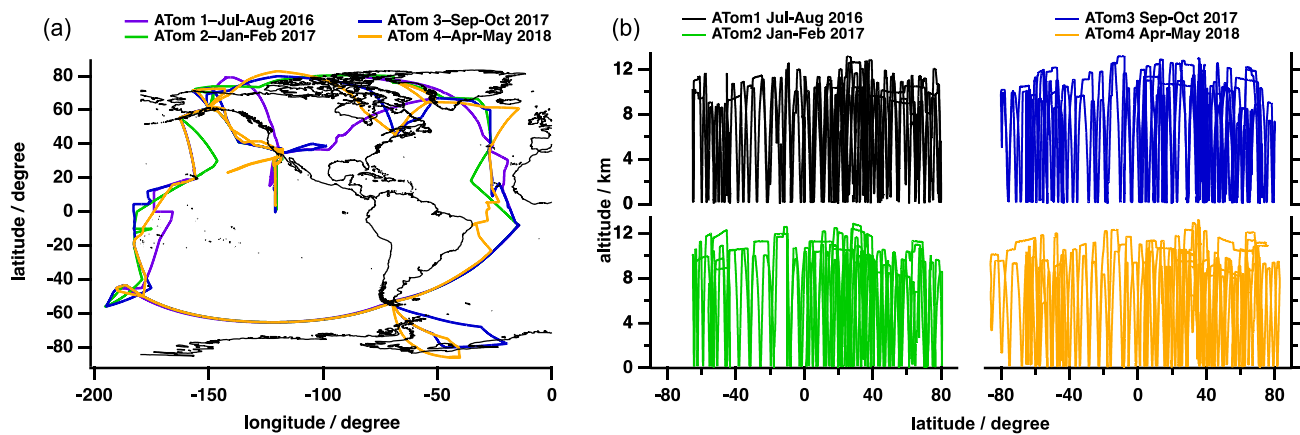 (a)
ATom 1–Jul-Aug 2016
ATom 2–Jan-Feb 2017
ATom 3–Sep-Oct 2017
ATom 4–Apr-May 2018
latitude / degree
80
60
40
20
0
-20
-40
-60
-80
-200
-150
-100
-50
0
longitude / degree
(b)
ATom1 Jul-Aug 2016
ATom2 Jan-Feb 2017
ATom3 Sep-Oct 2017
ATom4 Apr-May 2018
altitude / km
12
8
4
0
12
8
4
0
-80
-40
0
40
80
-80
-40
0
40
80
latitude / degree